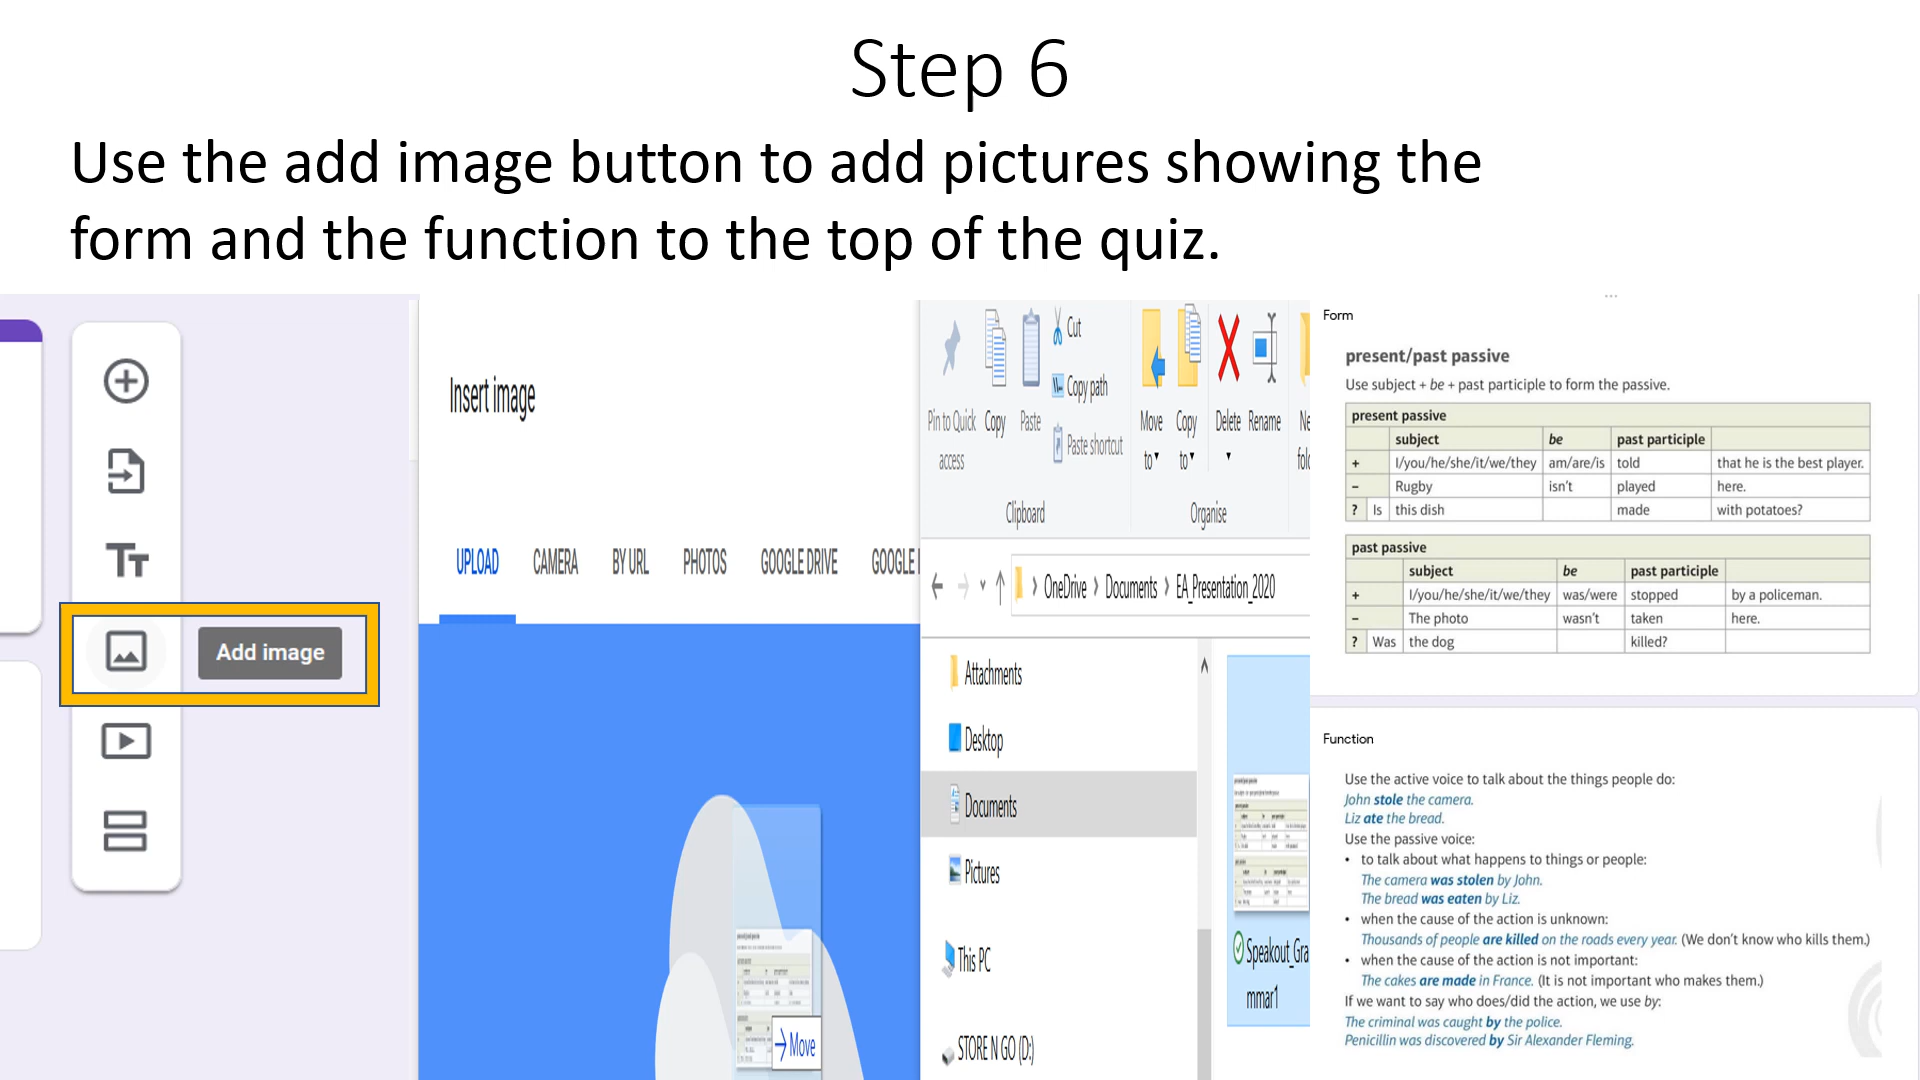 Step 6
Use the add image button to add pictures showing the
form and the function to the top of the quiz.
Add image
Insert image
UPLOAD CAMERA BY URL PHOTOS GOOGLE DRIVE GOOGLE
Move
Pin to Quick
access
Copy
Paste
Cut
Copy path
Paste shortcut
Clipboard
Move
to
Copy
to
Delete
Rename
Organise
OneDrive > Documents > EA_Presentation_2020
Attachments
Desktop
Documents
Pictures
This PC
STORE N GO (D:)
Speakout_Gra
mmar1
Form
present/past passive
Use subject + be + past participle to form the passive.
present passive
subject be past participle
+ I/you/he/she/it/we/they am/are/is told that he is the best player.
– Rugby isn't played here.
? Is this dish made with potatoes?
past passive
subject be past participle
+ I/you/he/she/it/we/they was/were stopped by a policeman.
– The photo wasn't taken here.
? Was the dog killed?
Function
Use the active voice to talk about the things people do:
John stole the camera.
Liz ate the bread.
Use the passive voice:
• to talk about what happens to things or people:
The camera was stolen by John.
The bread was eaten by Liz.
• when the cause of the action is unknown:
Thousands of people are killed on the roads every year. (We don't know who kills them.)
• when the cause of the action is not important:
The cakes are made in France. (It is not important who makes them.)
If we want to say who does/did the action, we use by:
The criminal was caught by the police.
Penicillin was discovered by Sir Alexander Fleming.